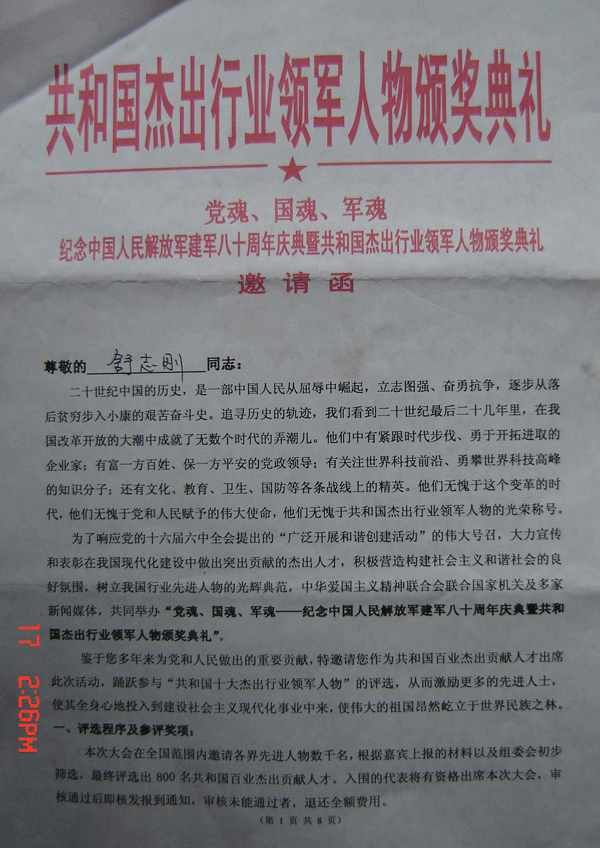 共和国杰出行业领军人物颁奖典礼
党魂、国魂、军魂
纪念中国人民解放军建军八十周年庆典暨共和国杰出行业领军人物颁奖典礼
邀请函
尊敬的 舒志刚 同志：
二十世纪中国的历史，是一部中国人民从屈辱中崛起，立志图强、奋勇抗争，逐步从落
后贫穷步入小康的艰苦奋斗史。追寻历史的轨迹，我们看到二十世纪最后二十几年里，在我
国改革开放的大潮中成就了无数个时代的弄潮儿。他们中有紧跟时代步伐、勇于开拓进取的
企业家；有富一方百姓、保一方平安的党政领导；有关注世界科技前沿、勇攀世界科技高峰
的知识分子；还有文化、教育、卫生、国防等各条战线上的精英。他们无愧于这个变革的时
代，他们无愧于党和人民赋予的伟大使命，他们无愧于共和国杰出行业领军人物的光荣称号。
为了响应党的十六届六中全会提出的“广泛开展和谐创建活动”的伟大号召，大力宣传
和表彰在我国现代化建设中做出突出贡献的杰出人才，积极营造构建社会主义和谐社会的良
好氛围，树立我国行业先进人物的光辉典范，中华爱国主义精神联合会联合国家机关及多家
新闻媒体，共同举办“党魂、国魂、军魂——纪念中国人民解放军建军八十周年庆典暨共和
国杰出行业领军人物颁奖典礼”。
鉴于您多年来为党和人民做出的重要贡献，特邀请您作为共和国百业杰出贡献人才出席
此次活动，踊跃参与“共和国十大杰出行业领军人物”的评选，从而激励更多的先进人士，
使其全身心地投入到建设社会主义现代化事业中来，使伟大的祖国昂然屹立于世界民族之林。
一、评选程序及参评奖项：
本次大会在全国范围内邀请各界先进人物数千名，根据嘉宾上报的材料以及组委会初步
筛选，最终评选出 800 名共和国百业杰出贡献人才。入围的代表将有资格出席本次大会，审
核通过后即核发报到通知，审核未能通过者，退还全额费用。
（第 1 页 共 8 页）
17 2:26PM